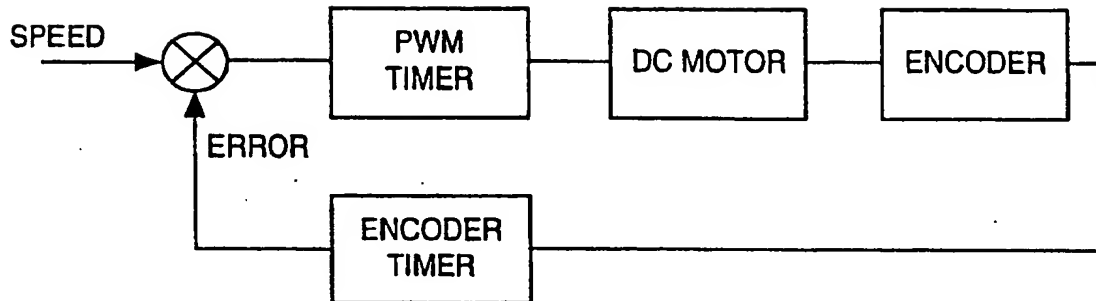 SPEED
PWM
TIMER
DC MOTOR
ENCODER
ERROR
ENCODER
TIMER